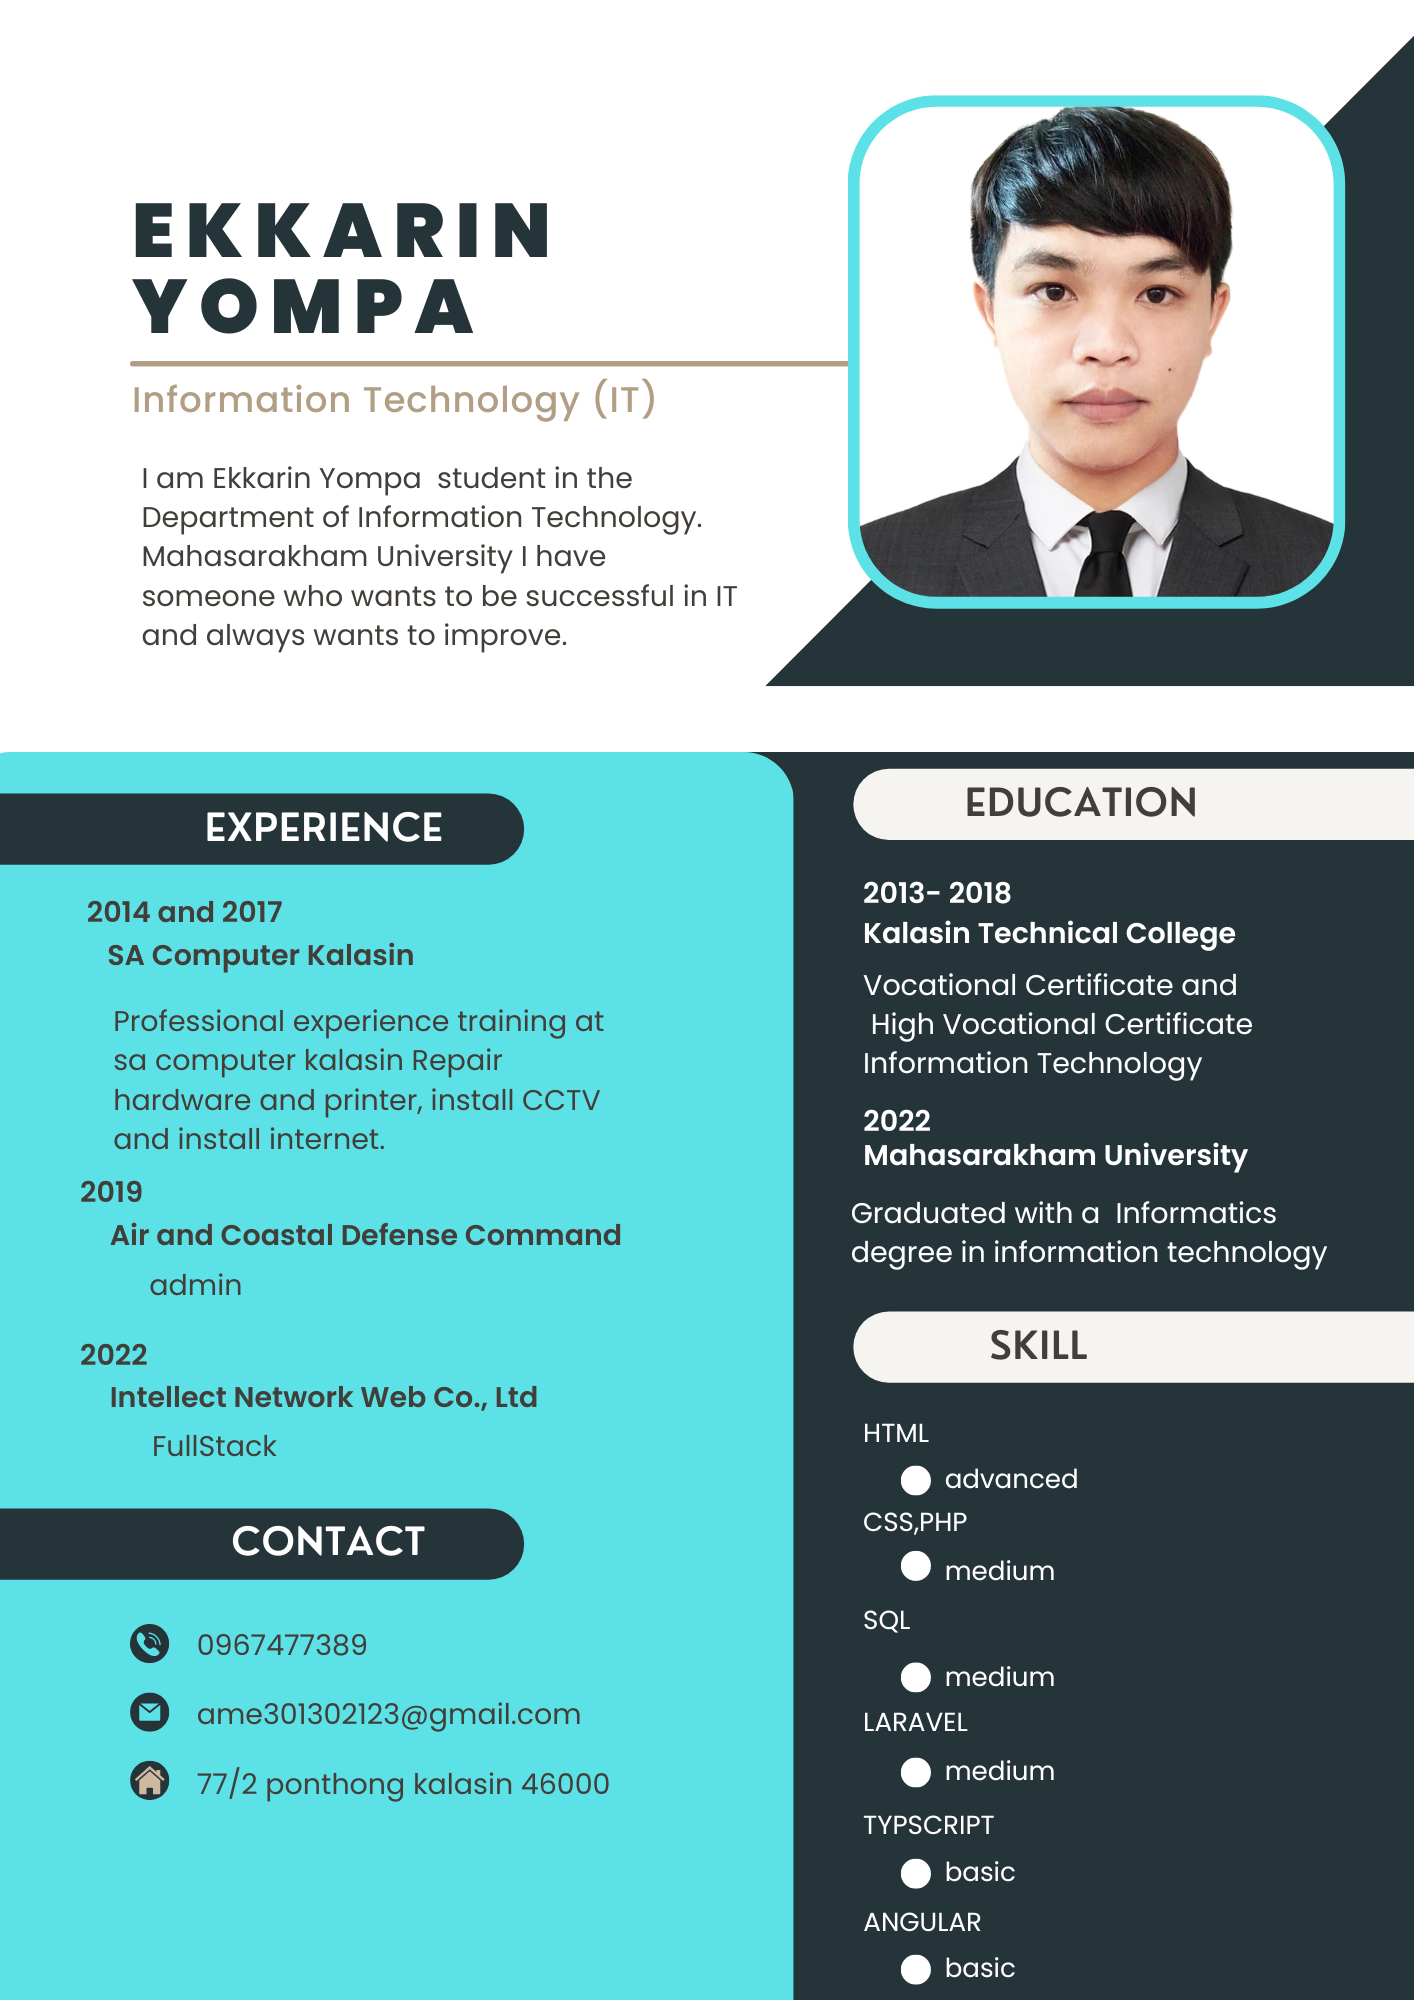 EKKARIN
YOMPA
Information Technology (IT)
I am Ekkarin Yompa student in the
Department of Information Technology.
Mahasarakham University I have
someone who wants to be successful in IT
and always wants to improve.
EXPERIENCE
2014 and 2017
SA Computer Kalasin
Professional experience training at
sa computer kalasin Repair
hardware and printer, install CCTV
and install internet.
2019
Air and Coastal Defense Command
admin
2022
Intellect Network Web Co., Ltd
FullStack
CONTACT
0967477389
ame301302123@gmail.com
77/2 ponthong kalasin 46000
EDUCATION
2013- 2018
Kalasin Technical College
Vocational Certificate and
High Vocational Certificate
Information Technology
2022
Mahasarakham University
Graduated with a Informatics
degree in information technology
SKILL
HTML
advanced
CSS,PHP
medium
SQL
medium
LARAVEL
medium
TYPSCRIPT
basic
ANGULAR
basic